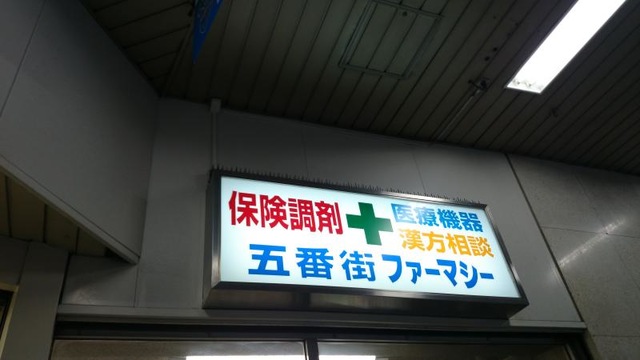 保険調剤
医療機器
漢方相談
五番街ファーマシー